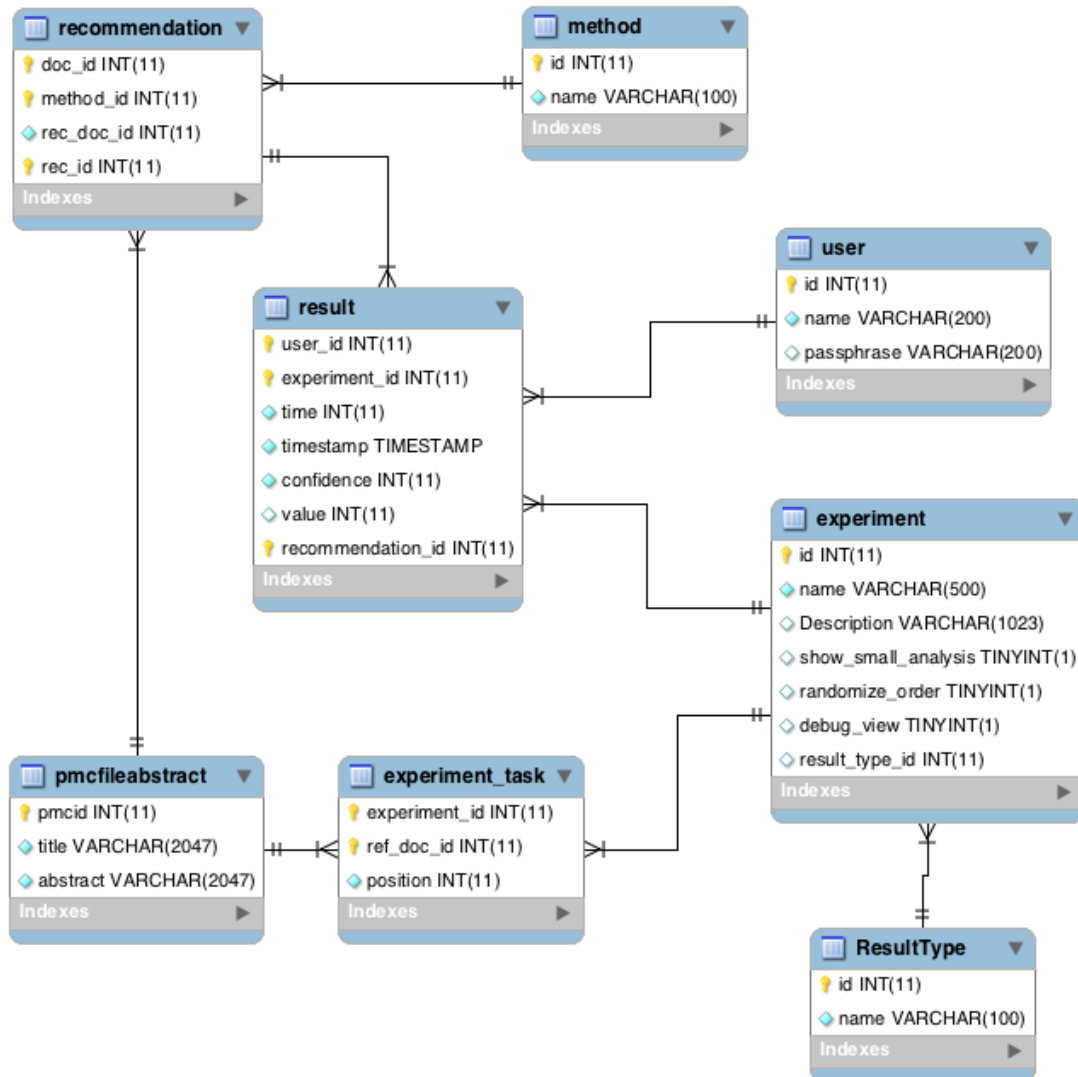 recommendation
doc_id INT(11)
method_id INT(11)
rec_doc_id INT(11)
rec_id INT(11)
Indexes
method
id INT(11)
name VARCHAR(100)
Indexes
user
id INT(11)
name VARCHAR(200)
passphrase VARCHAR(200)
Indexes
result
user_id INT(11)
experiment_id INT(11)
time INT(11)
timestamp TIMESTAMP
confidence INT(11)
value INT(11)
recommendation_id INT(11)
Indexes
experiment
id INT(11)
name VARCHAR(500)
Description VARCHAR(1023)
show_small_analysis TINYINT(1)
randomize_order TINYINT(1)
debug_view TINYINT(1)
result_type_id INT(11)
Indexes
pmcfileabstract
pmcid INT(11)
title VARCHAR(2047)
abstract VARCHAR(2047)
Indexes
experiment_task
experiment_id INT(11)
ref_doc_id INT(11)
position INT(11)
Indexes
ResultType
id INT(11)
name VARCHAR(100)
Indexes